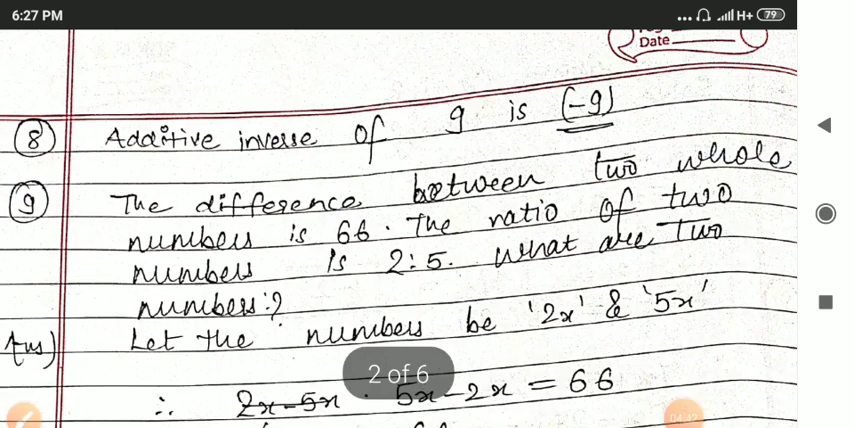 6:27 PM
... H+ 79
Date
8 Additive inverse of 9 is (-9)
9 The difference between two whole
numbers is 66. The ratio of two
numbers is 2:5. What are two
numbers:?
Ans) Let the numbers be '2x' & '5x'
2 of 6
∴ 2x-5x . 5x-2x = 66
04:42